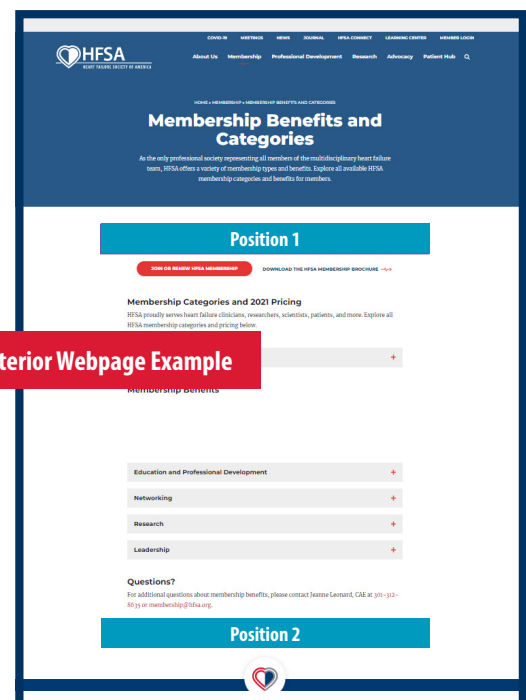 COVID-19 MEETINGS NEWS JOURNAL HFSA CONNECT LEARNING CENTER MEMBER LOGIN
HFSA
HEART FAILURE SOCIETY OF AMERICA
About Us Membership Professional Development Research Advocacy Patient Hub
HOME » MEMBERSHIP » MEMBERSHIP BENEFITS AND CATEGORIES
Membership Benefits and
Categories
As the only professional society representing all members of the multidisciplinary heart failure
team, HFSA offers a variety of membership types and benefits. Explore all available HFSA
membership categories and benefits for members.
Position 1
JOIN OR RENEW HFSA MEMBERSHIP DOWNLOAD THE HFSA MEMBERSHIP BROCHURE
Membership Categories and 2021 Pricing
HFSA proudly serves heart failure clinicians, researchers, scientists, patients, and more. Explore all
HFSA membership categories and pricing below.
+
terior Webpage Example
Membership Benefits
Education and Professional Development +
Networking +
Research +
Leadership +
Questions?
For additional questions about membership benefits, please contact Jeanne Leonard, CAE at 301-312-
8635 or membership@hfsa.org.
Position 2